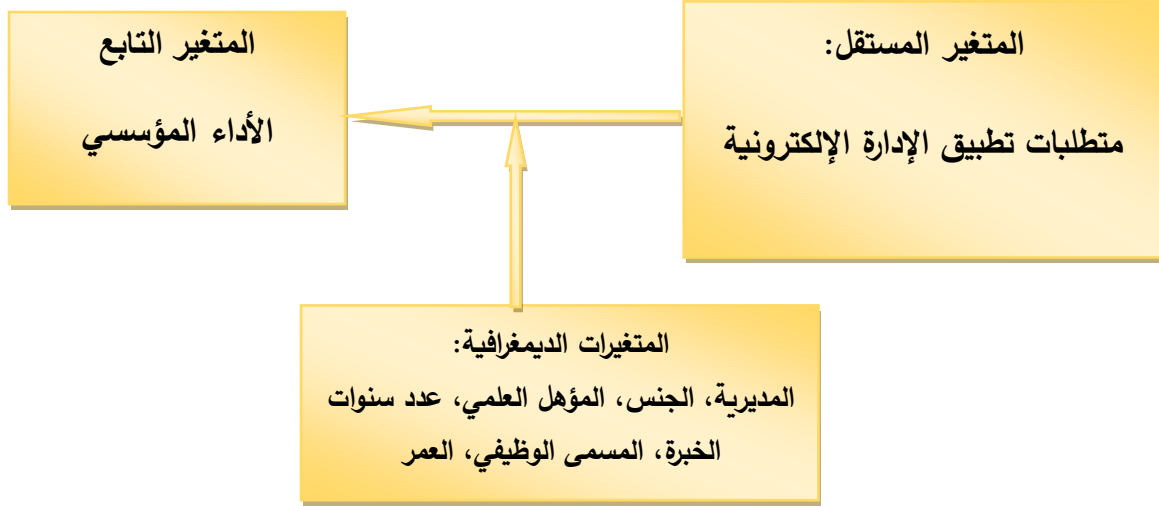 المتغير المستقل:
متطلبات تطبيق الإدارة الإلكترونية
المتغير التابع
الأداء المؤسسي
المتغيرات الديمغرافية:
المديرية، الجنس، المؤهل العلمي، عدد سنوات
الخبرة، المسمى الوظيفي، العمر